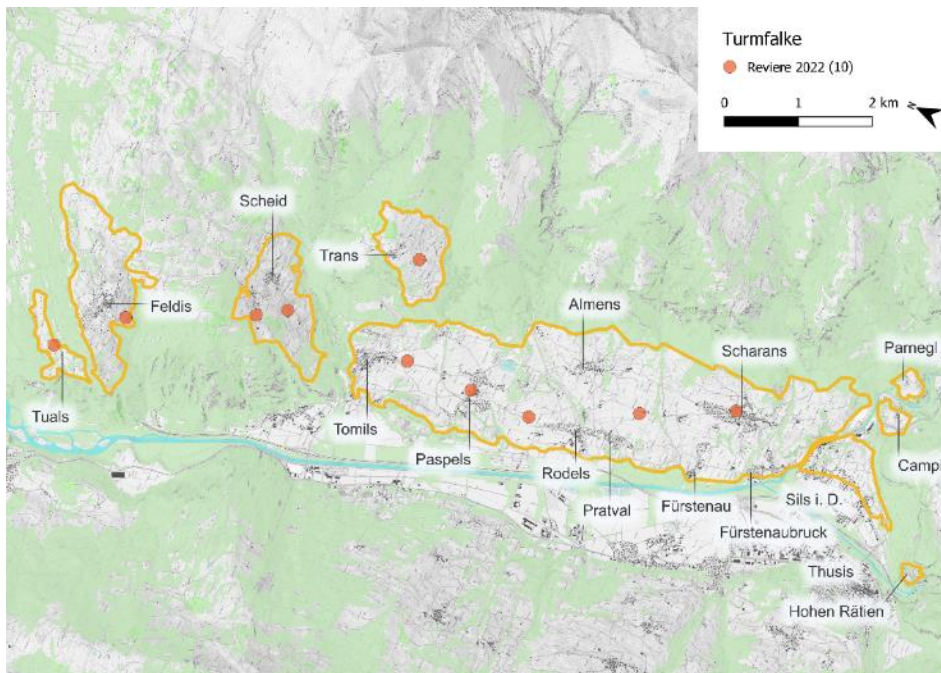 Turmfalke
Reviere 2022 (10)
0 1 2 km
N
Scheid
Trans
Feldis
Almens
Scharans
Parnegl
Tuals
Tomils
Paspels
Rodels
Pratval
Fürstenau
Fürstenaubruck
Sils i. D.
Campi
Thusis
Hohen Rätien